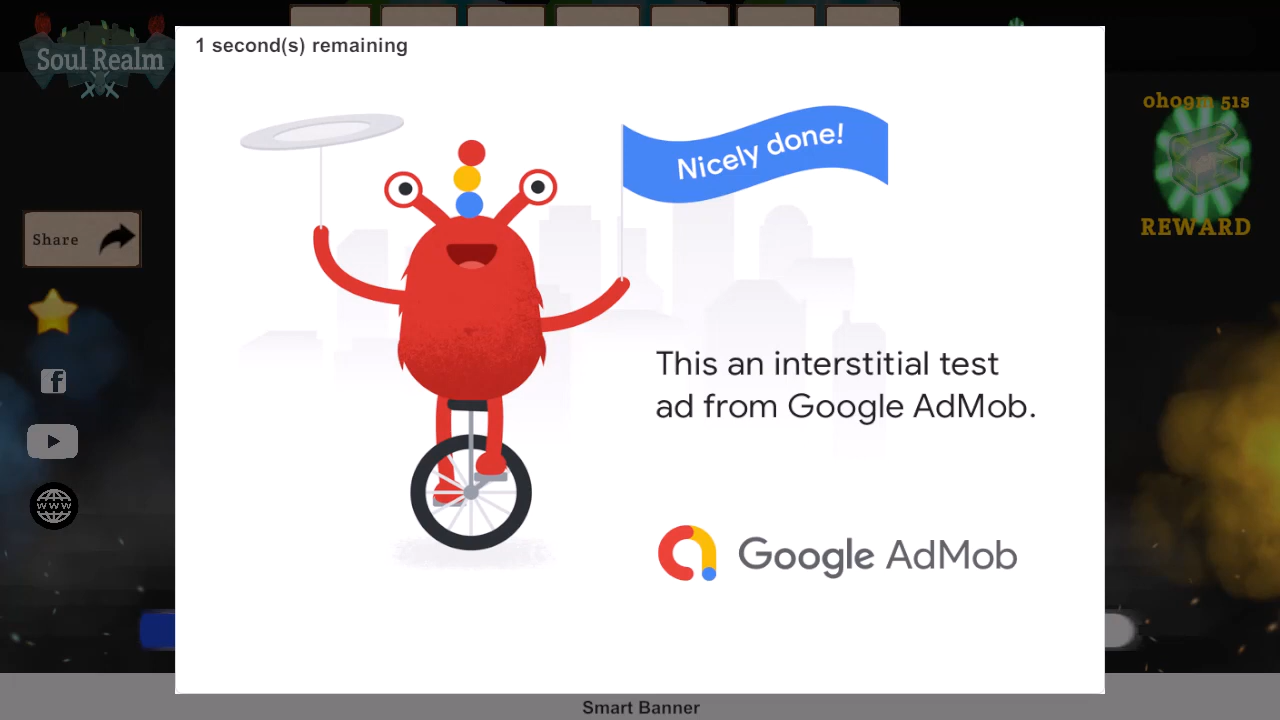 1 second(s) remaining
Soul Realm
0h09m 51s
Nicely done!
REWARD
Share
This an interstitial test
ad from Google AdMob.
www
Google AdMob
Smart Banner